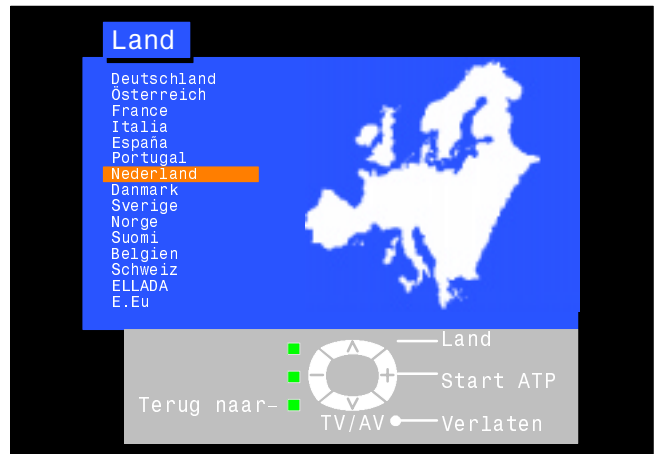 Land
Deutschland
Österreich
France
Italia
España
Portugal
Nederland
Danmark
Sverige
Norge
Suomi
Belgien
Schweiz
ELLADA
E.Eu
Land
Start ATP
Terug naar
TV/AV Verlaten